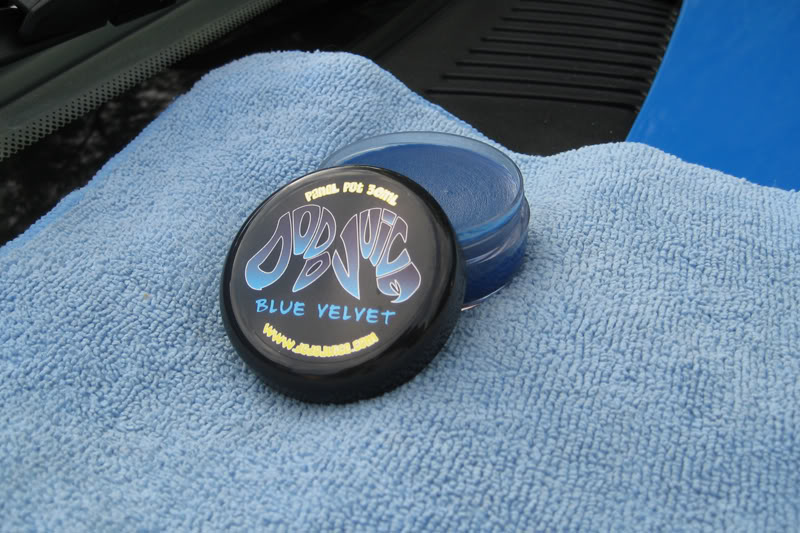 Panel Pot 30ml
Dodo Juice
BLUE VELVET
www.dodojuice.com